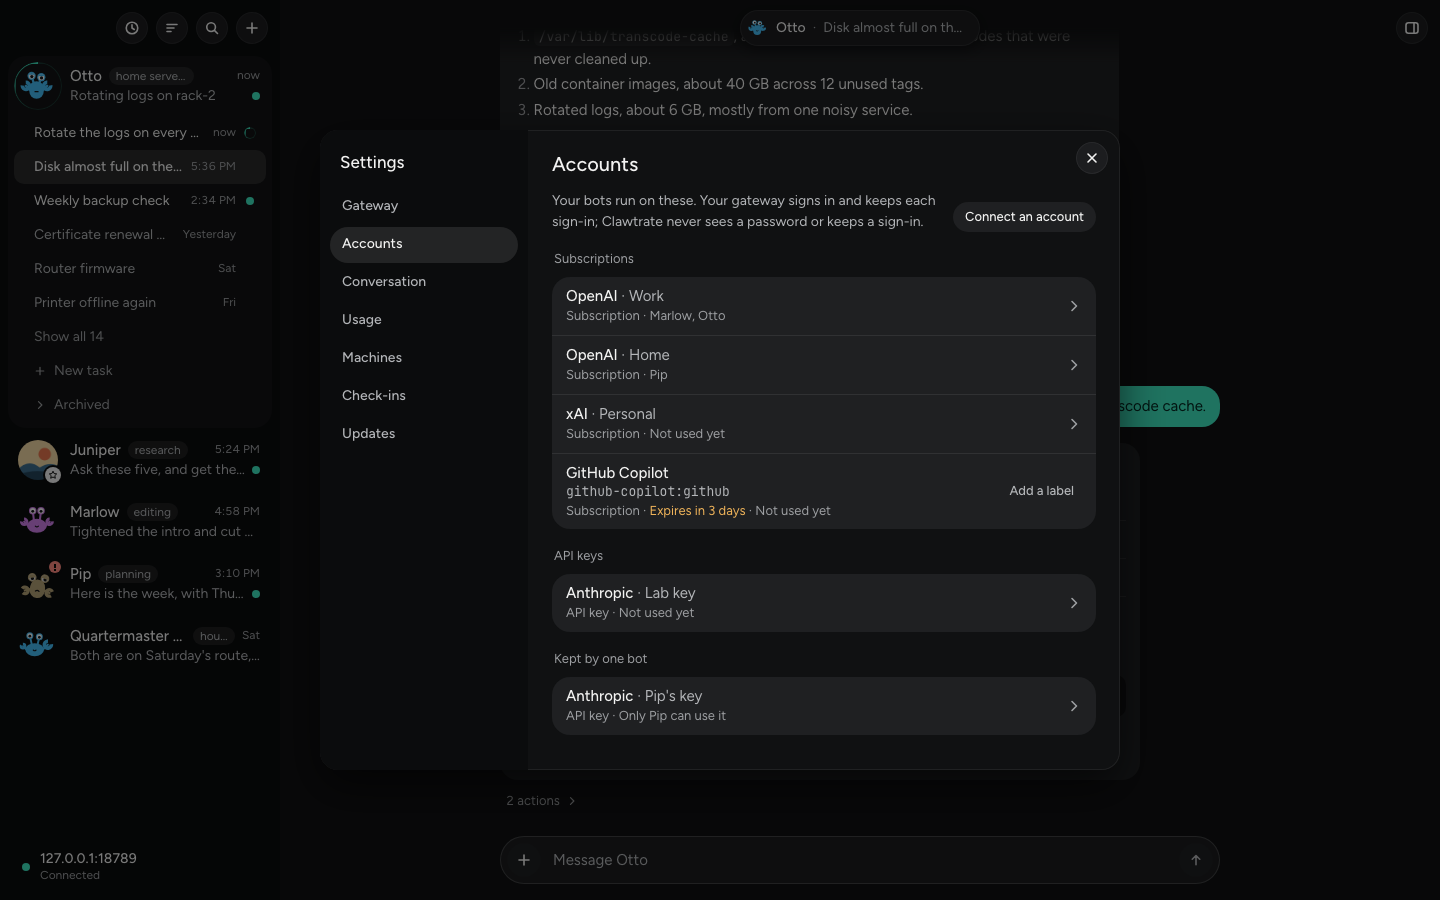 Otto · Disk almost full on th...
1. /var/lib/transcode-cache,
never cleaned up.
2. Old container images, about 40 GB across 12 unused tags.
3. Rotated logs, about 6 GB, mostly from one noisy service.
Otto home serve... now
Rotating logs on rack-2
Rotate the logs on every ... now
Disk almost full on the... 5:36 PM
Weekly backup check 2:34 PM
Certificate renewal ... Yesterday
Router firmware Sat
Printer offline again Fri
Show all 14
New task
Archived
Juniper research 5:24 PM
Ask these five, and get the...
Marlow editing 4:58 PM
Tightened the intro and cut ...
Pip planning 3:10 PM
Here is the week, with Thu...
Quartermaster ... hou... Sat
Both are on Saturday's route,...
127.0.0.1:18789
Connected
Settings
Gateway
Accounts
Conversation
Usage
Machines
Check-ins
Updates
Accounts
Your bots run on these. Your gateway signs in and keeps each
sign-in; Clawtrate never sees a password or keeps a sign-in.
Connect an account
Subscriptions
OpenAI · Work
Subscription · Marlow, Otto
OpenAI · Home
Subscription · Pip
xAI · Personal
Subscription · Not used yet
GitHub Copilot
github-copilot:github
Subscription · Expires in 3 days · Not used yet
Add a label
API keys
Anthropic · Lab key
API key · Not used yet
Kept by one bot
Anthropic · Pip's key
API key · Only Pip can use it
scode cache.
2 actions
Message Otto